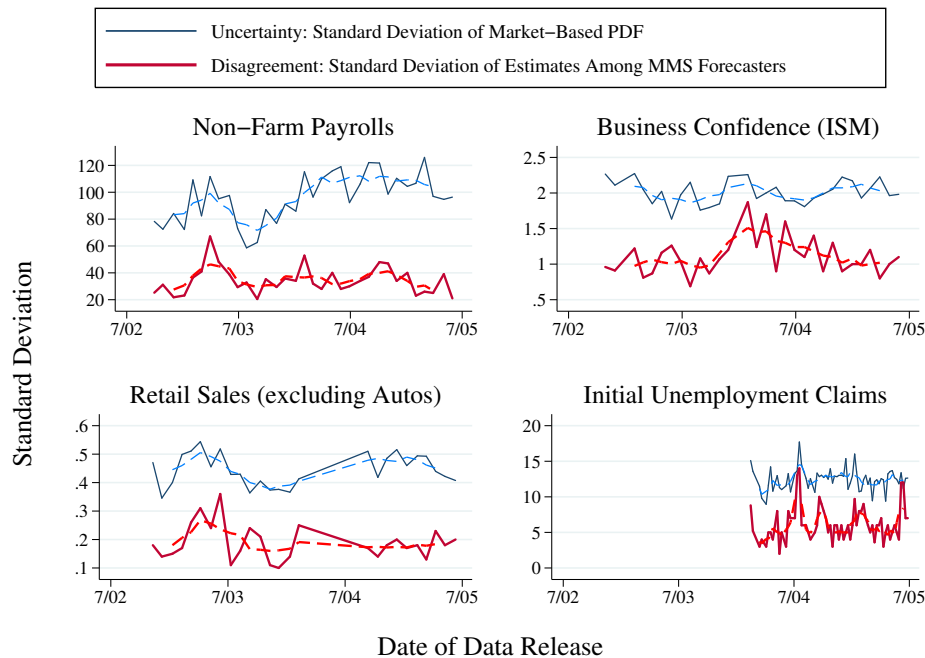 Uncertainty: Standard Deviation of Market−Based PDF
Disagreement: Standard Deviation of Estimates Among MMS Forecasters
Standard Deviation
Non−Farm Payrolls
120
100
80
60
40
20
7/02 7/03 7/04 7/05
Business Confidence (ISM)
2.5
2
1.5
1
.5
7/02 7/03 7/04 7/05
Retail Sales (excluding Autos)
.6
.5
.4
.3
.2
.1
7/02 7/03 7/04 7/05
Initial Unemployment Claims
20
15
10
5
0
7/02 7/03 7/04 7/05
Date of Data Release